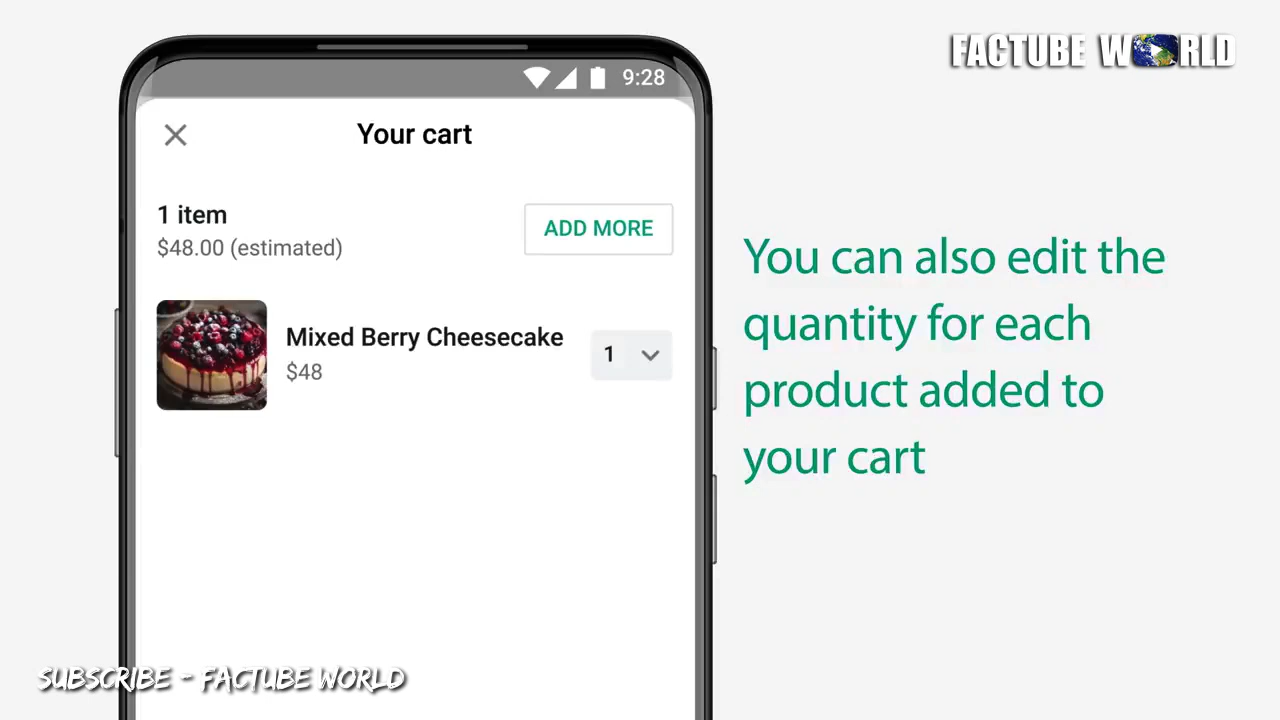 FACTUBE WORLD
9:28
Your cart
1 item
ADD MORE
$48.00 (estimated)
Mixed Berry Cheesecake
1
$48
You can also edit the
quantity for each
product added to
your cart
SUBSCRIBE - FACTUBE WORLD